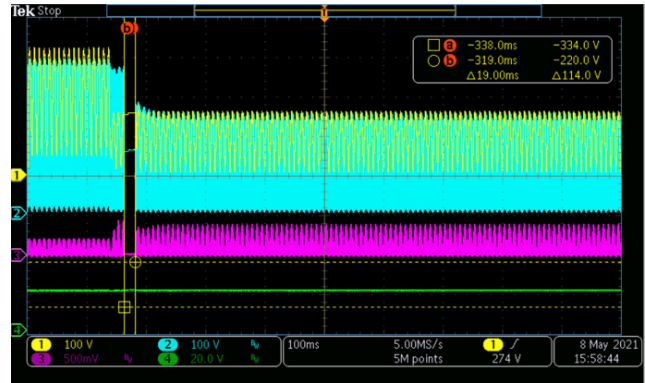 Tek Stop
T
b
a -338.0ms -334.0 V
b -319.0ms -220.0 V
Δ19.00ms Δ114.0 V
1
2
3
4
1 100 V 2 100 V 100ms 5.00MS/s 1 8 May 2021
3 500mV 4 20.0 V 5M points 274 V 15:58:44